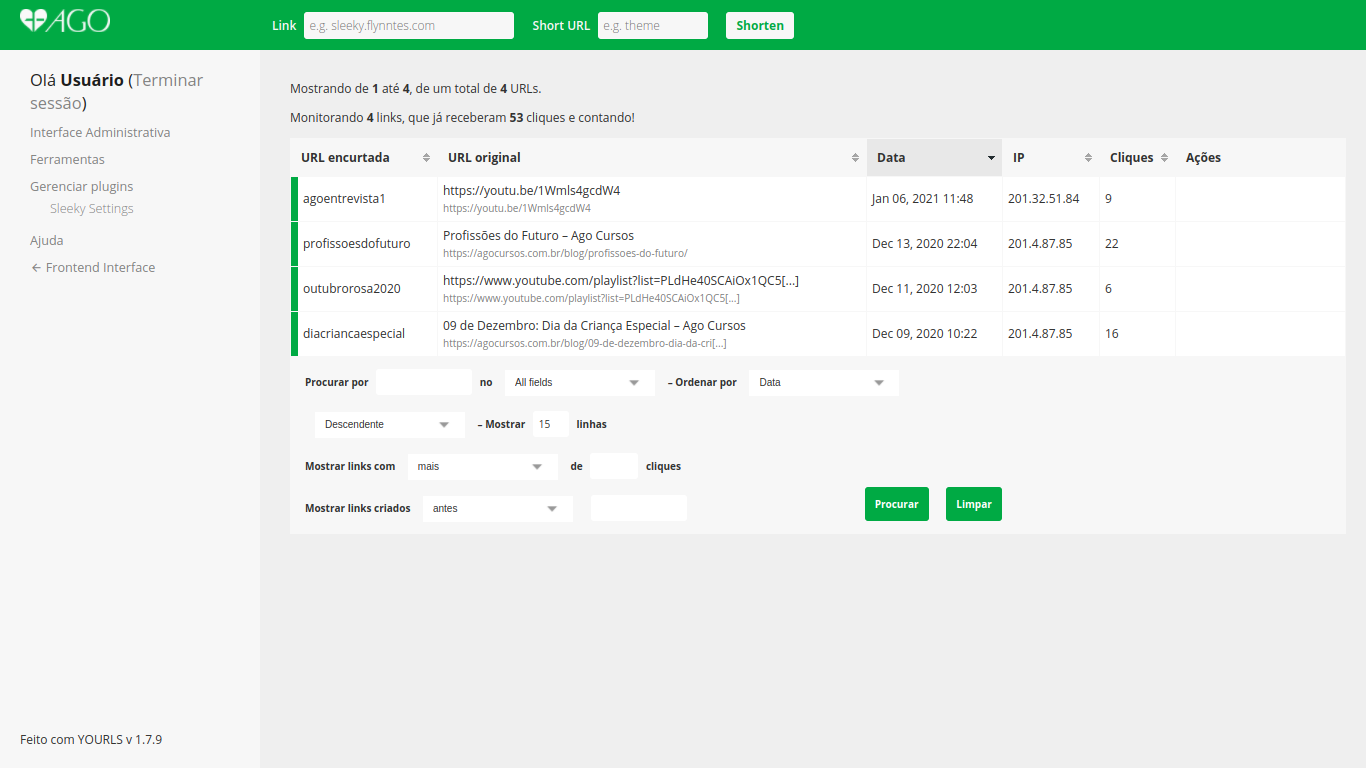 AGO
Link e.g. sleeky.flynntes.com Short URL e.g. theme Shorten
Olá Usuário (Terminar
sessão)
Interface Administrativa
Ferramentas
Gerenciar plugins
Sleeky Settings
Ajuda
← Frontend Interface
Mostrando de 1 até 4, de um total de 4 URLs.
Monitorando 4 links, que já receberam 53 cliques e contando!
URL encurtada URL original Data IP Cliques Ações
agoentrevista1 https://youtu.be/1Wmls4gcdW4 Jan 06, 2021 11:48 201.32.51.84 9
https://youtu.be/1Wmls4gcdW4
profissoesdofuturo Profissões do Futuro – Ago Cursos Dec 13, 2020 22:04 201.4.87.85 22
https://agocursos.com.br/blog/profissoes-do-futuro/
outubrorosa2020 https://www.youtube.com/playlist?list=PLdHe40SCAiOx1QC5[...] Dec 11, 2020 12:03 201.4.87.85 6
https://www.youtube.com/playlist?list=PLdHe40SCAiOx1QC5[...]
diacriancaespecial 09 de Dezembro: Dia da Criança Especial – Ago Cursos Dec 09, 2020 10:22 201.4.87.85 16
https://agocursos.com.br/blog/09-de-dezembro-dia-da-cri[...]
Procurar por no All fields – Ordenar por Data
Descendente – Mostrar 15 linhas
Mostrar links com mais de cliques
Mostrar links criados antes Procurar Limpar
Feito com YOURLS v 1.7.9